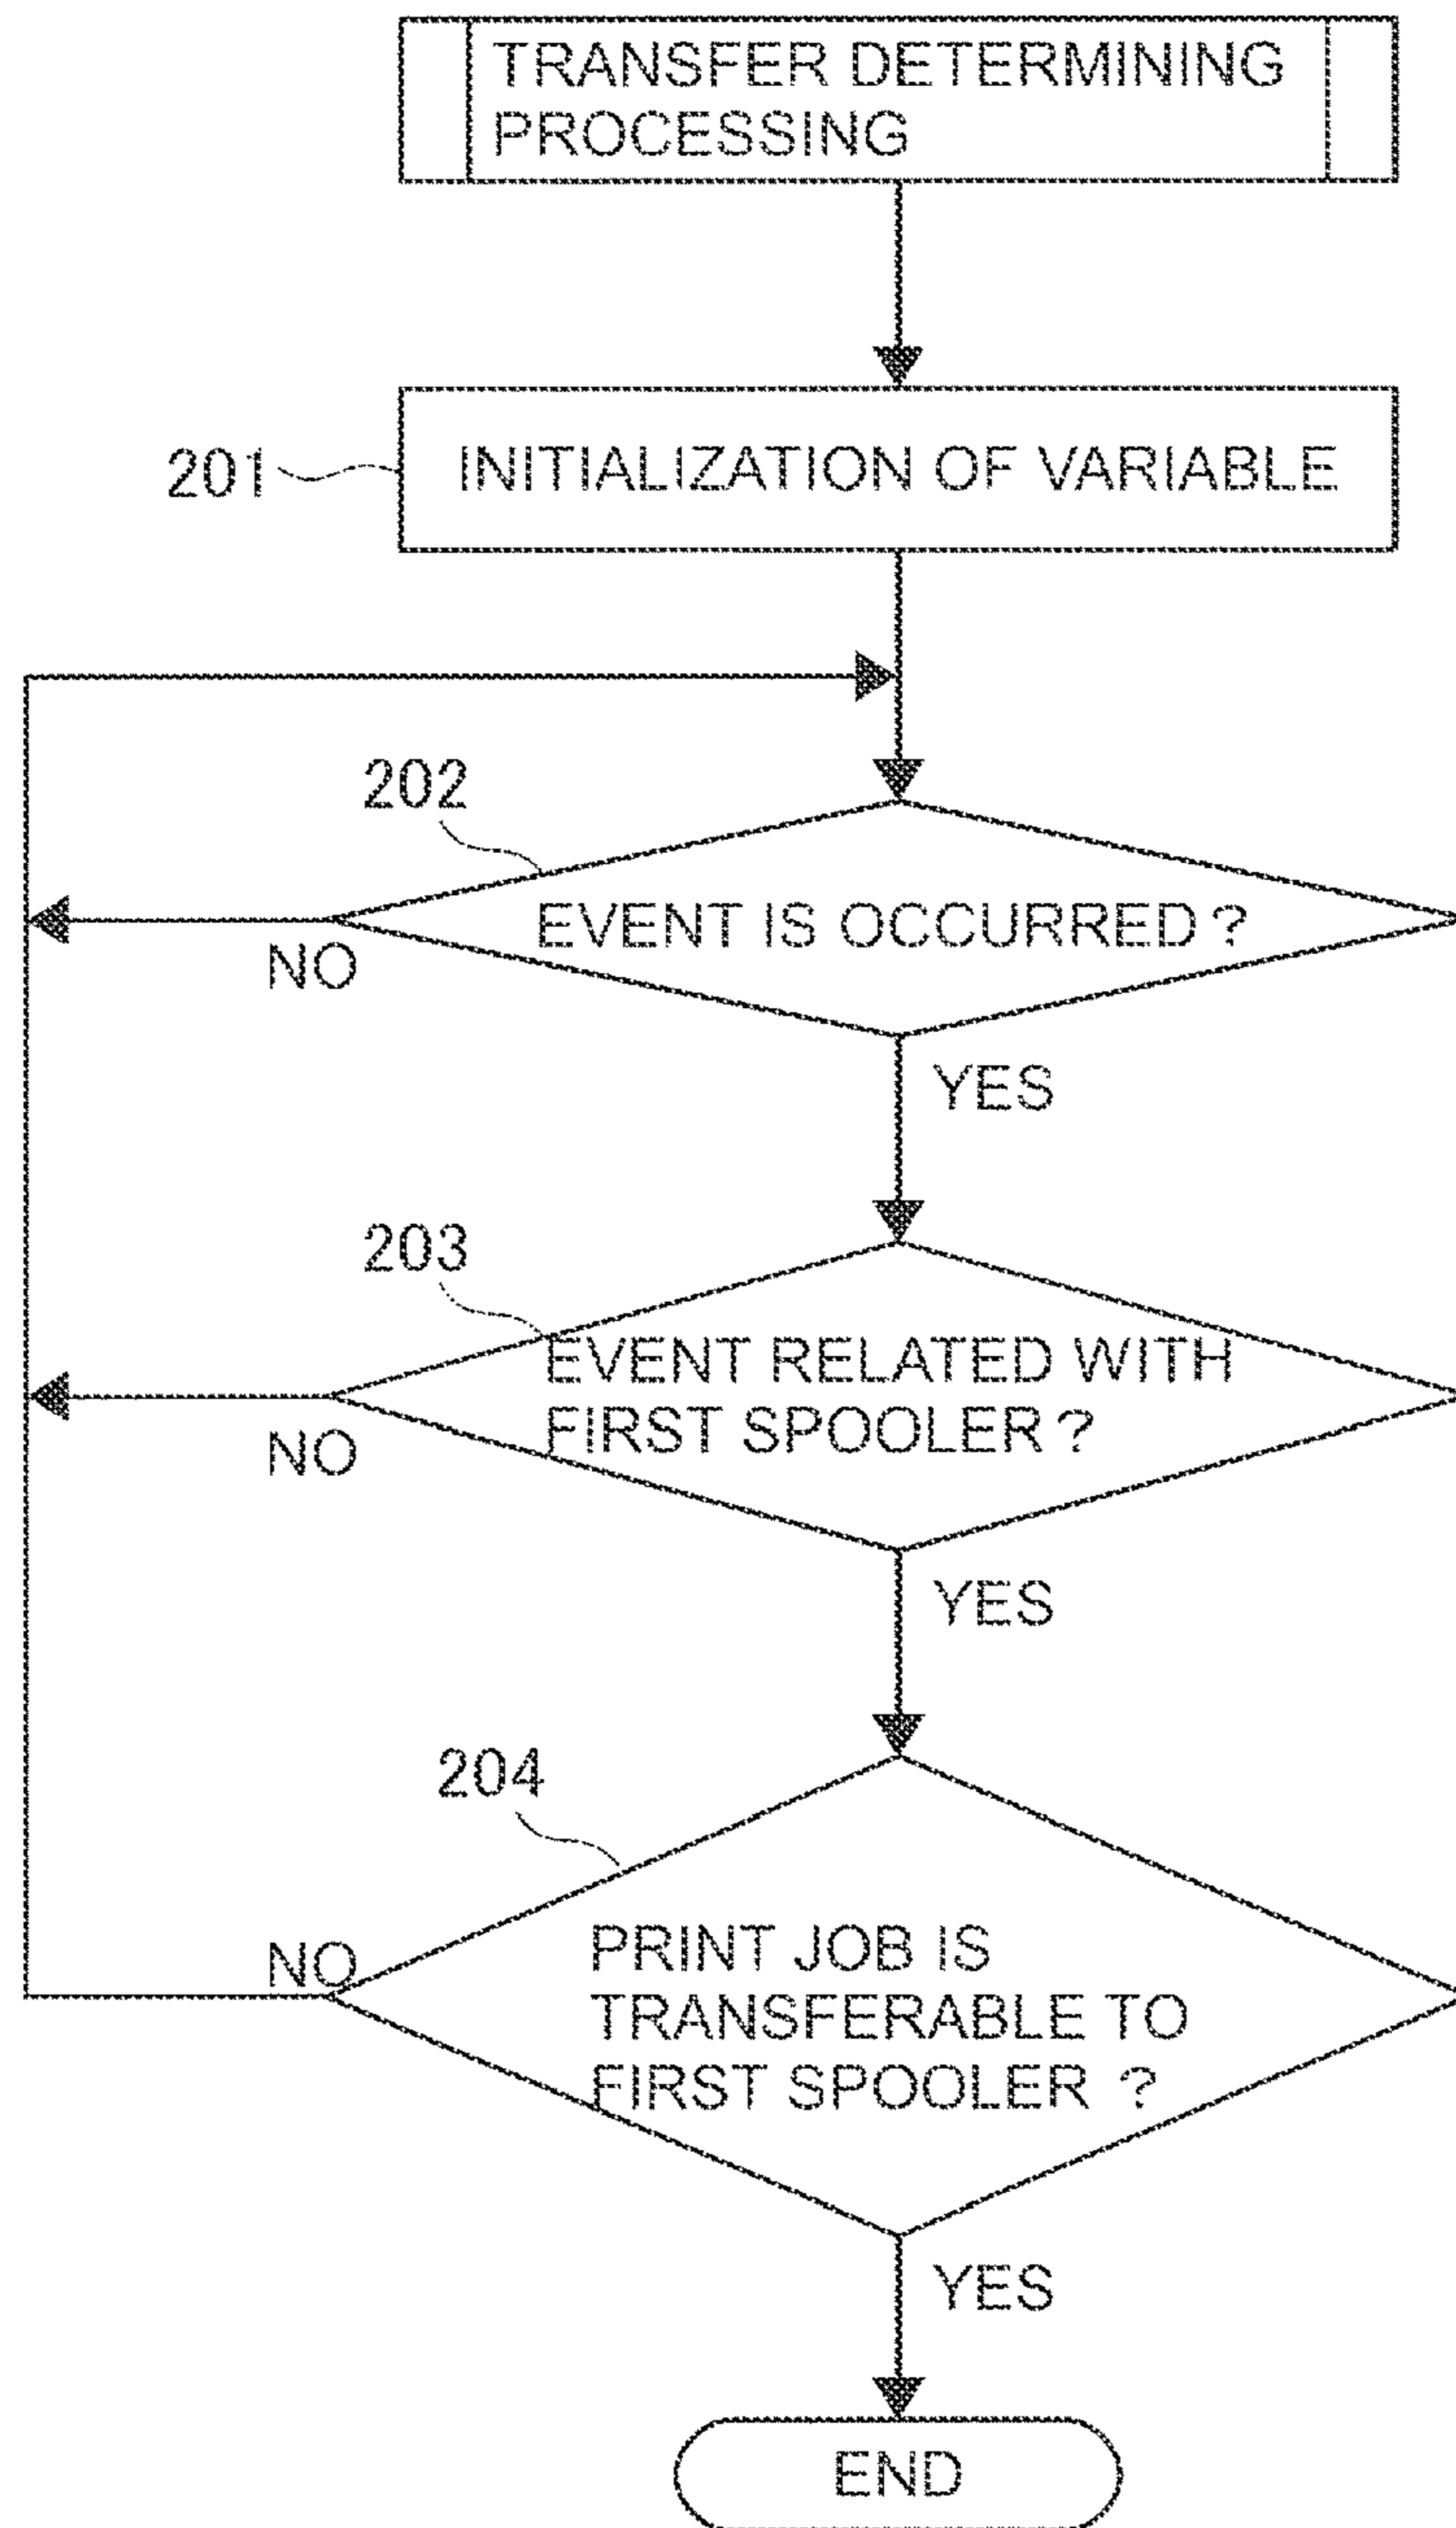 TRANSFER DETERMINING
PROCESSING
201
INITIALIZATION OF VARIABLE
202
EVENT IS OCCURRED ?
NO
YES
203
EVENT RELATED WITH
FIRST SPOOLER ?
NO
YES
204
PRINT JOB IS
TRANSFERABLE TO
FIRST SPOOLER ?
NO
YES
END